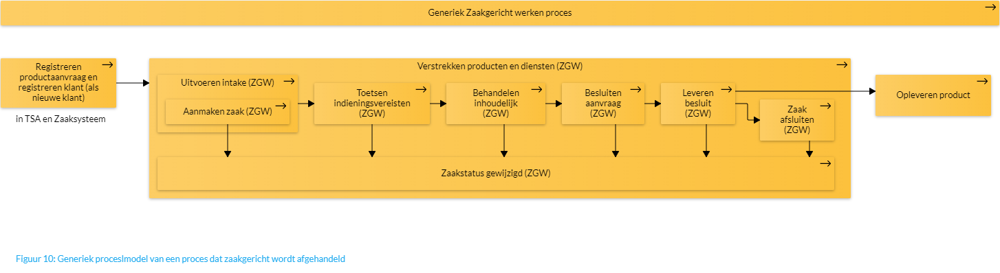 Generiek Zaakgericht werken proces
Registreren
productaanvraag en
registreren klant (als
nieuwe klant)
in TSA en Zaaksysteem
Verstrekken producten en diensten (ZGW)
Uitvoeren intake (ZGW)
Aanmaken zaak (ZGW)
Toetsen
indieningsvereisten
(ZGW)
Behandelen
inhoudelijk
(ZGW)
Besluiten
aanvraag
(ZGW)
Leveren
besluit
(ZGW)
Zaak
afsluiten
(ZGW)
Opleveren product
Zaakstatus gewijzigd (ZGW)
Figuur 10: Generiek proceslmodel van een proces dat zaakgericht wordt afgehandeld